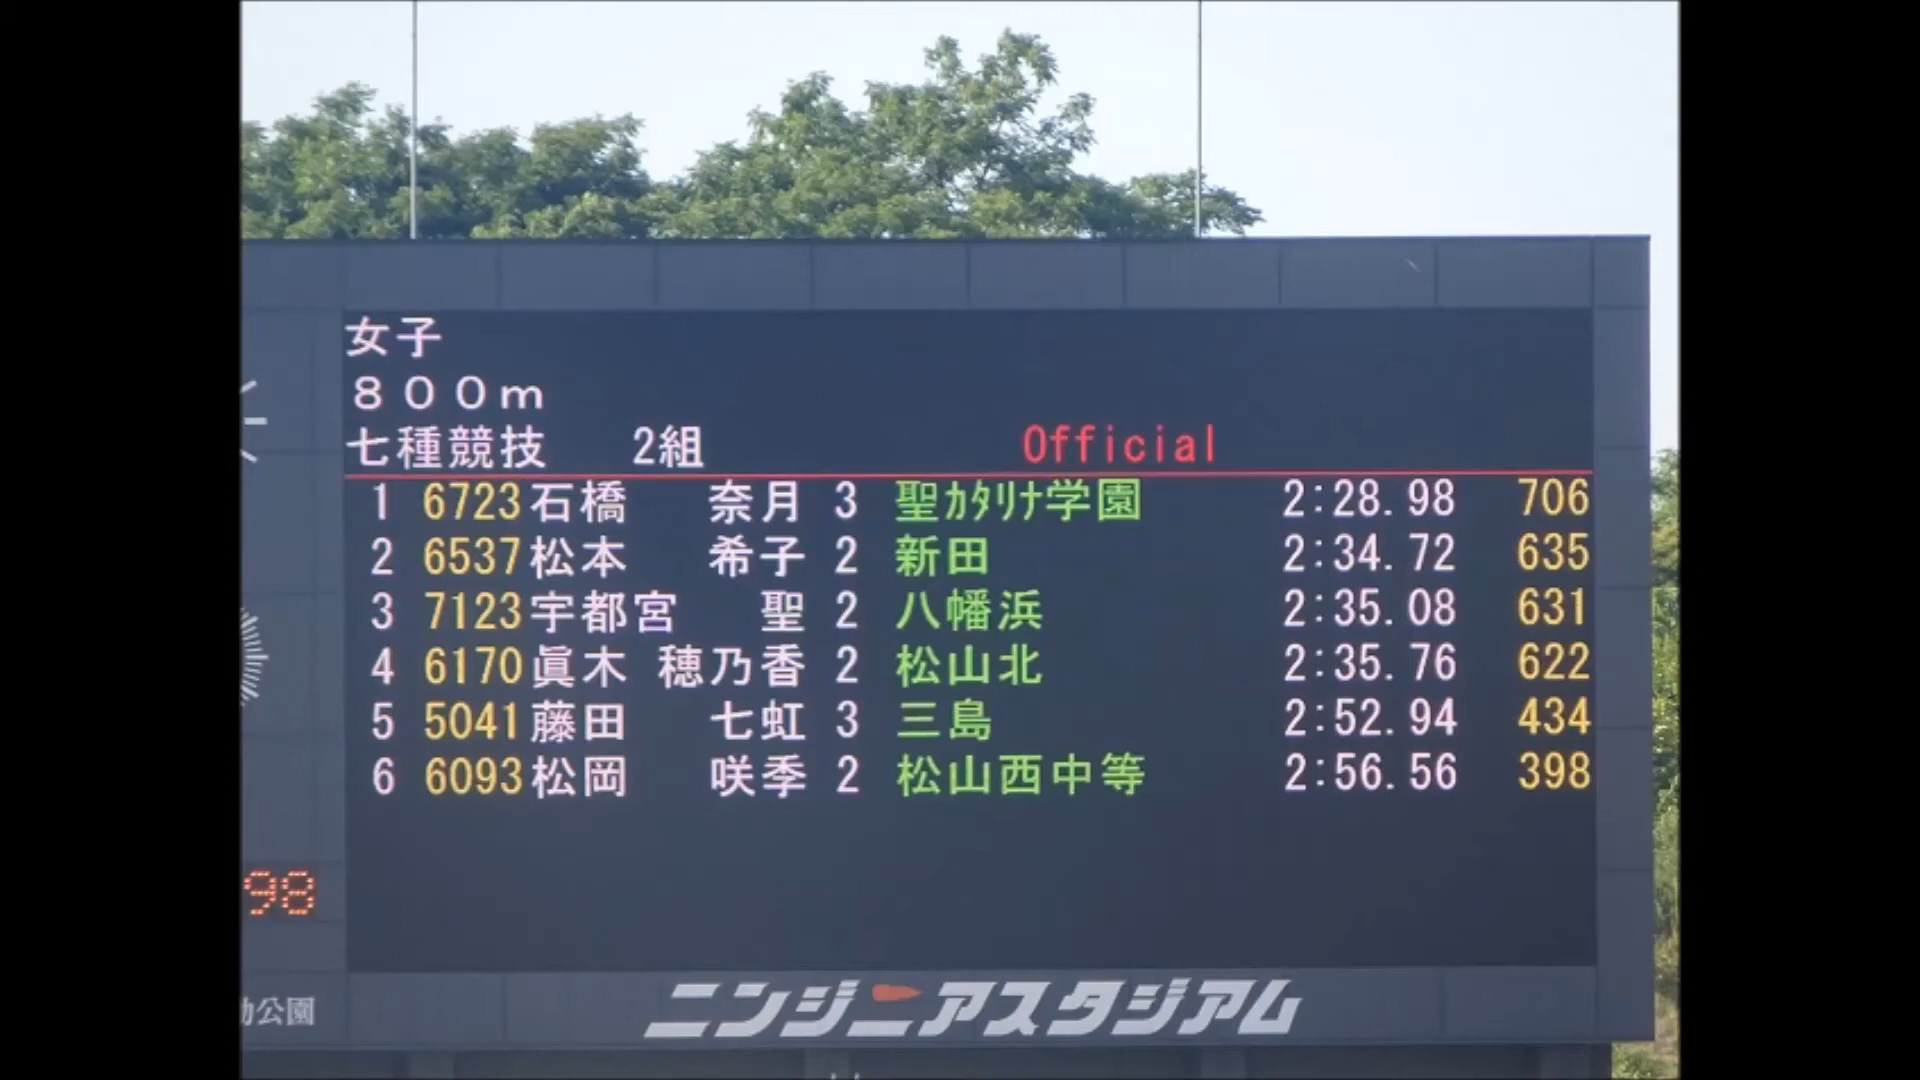 女子
800m
七種競技 2組 Official
1 6723 石橋 奈月 3 聖カタリナ学園 2:28.98 706
2 6537 松本 希子 2 新田 2:34.72 635
3 7123 宇都宮 聖 2 八幡浜 2:35.08 631
4 6170 眞木 穂乃香 2 松山北 2:35.76 622
5 5041 藤田 七虹 3 三島 2:52.94 434
6 6093 松岡 咲季 2 松山西中等 2:56.56 398
98
公園
ニンジニアスタジアム